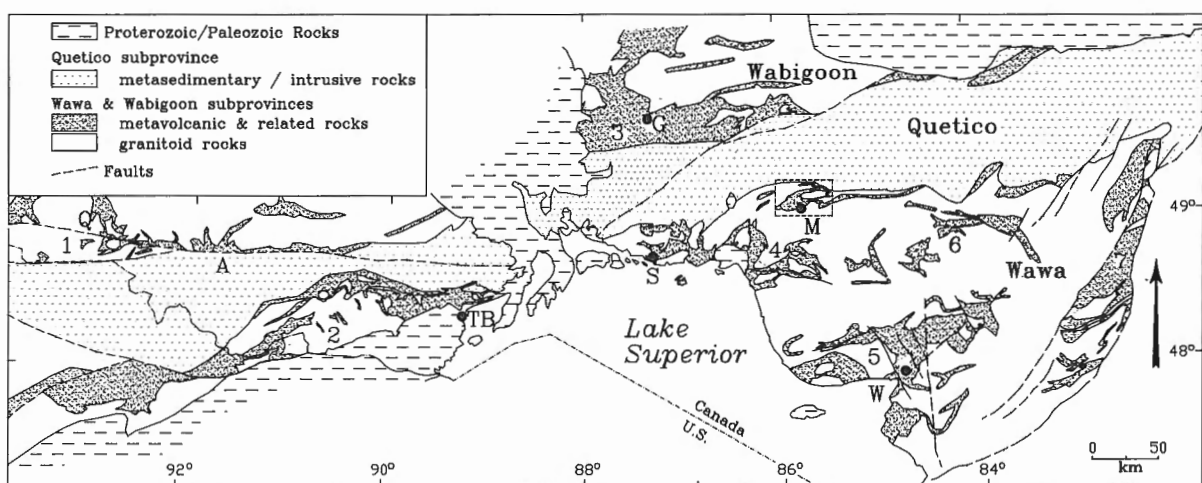 Proterozoic/Paleozoic Rocks
Quetico subprovince
metasedimentary / intrusive rocks
Wawa & Wabigoon subprovinces
metavolcanic & related rocks
granitoid rocks
Faults
Wabigoon
3
G
Quetico
49°
M
1
A
S
4
6
Wawa
2
TB
Lake
Superior
5
W
48°
Canada
U.S.
0 50
km
92° 90° 88° 86° 84°